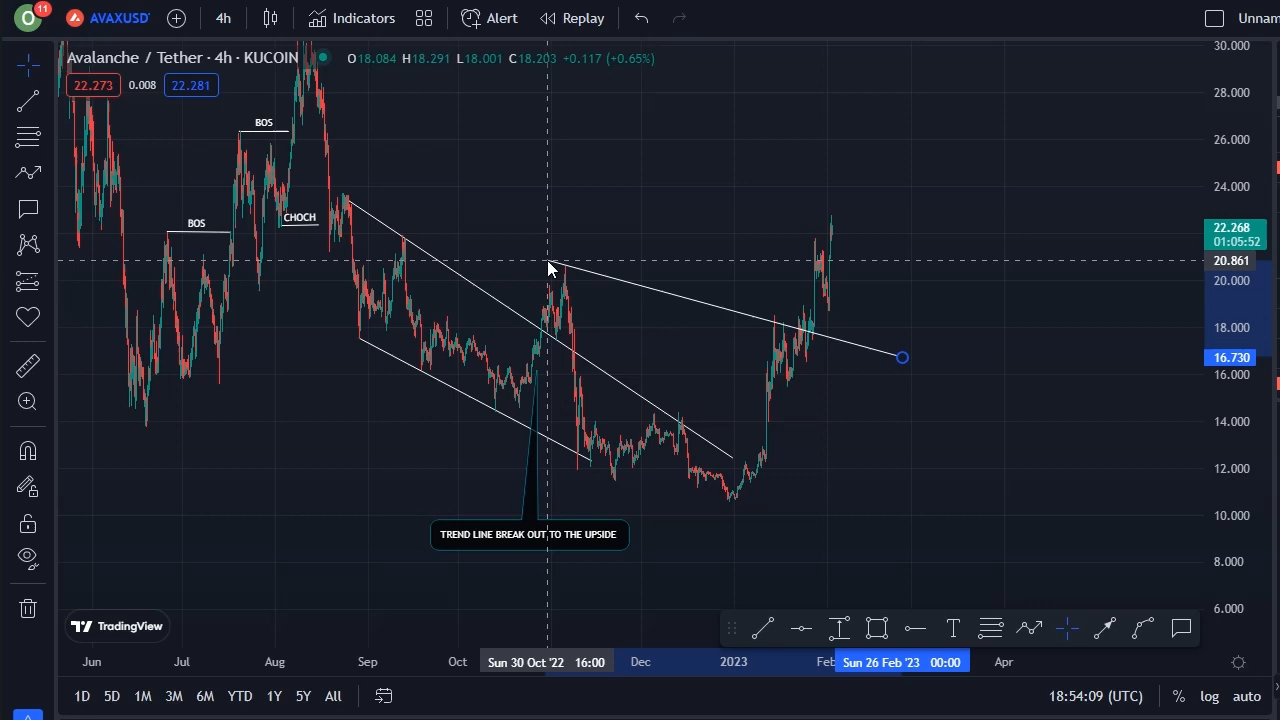 O 11 AVAXUSD 4h Indicators Alert Replay Unnam
Avalanche / Tether · 4h · KUCOIN O18.084 H18.291 L18.001 C18.203 +0.117 (+0.65%)
22.273 0.008 22.281
BOS
BOS
CHOCH
TREND LINE BREAK OUT TO THE UPSIDE
30.000
28.000
26.000
24.000
22.268
01:05:52
20.861
20.000
18.000
16.730
16.000
14.000
12.000
10.000
8.000
6.000
TradingView
T
Jun Jul Aug Sep Oct Sun 30 Oct '22 16:00 Dec 2023 Feb Sun 26 Feb '23 00:00 Apr
1D 5D 1M 3M 6M YTD 1Y 5Y All 18:54:09 (UTC) % log auto